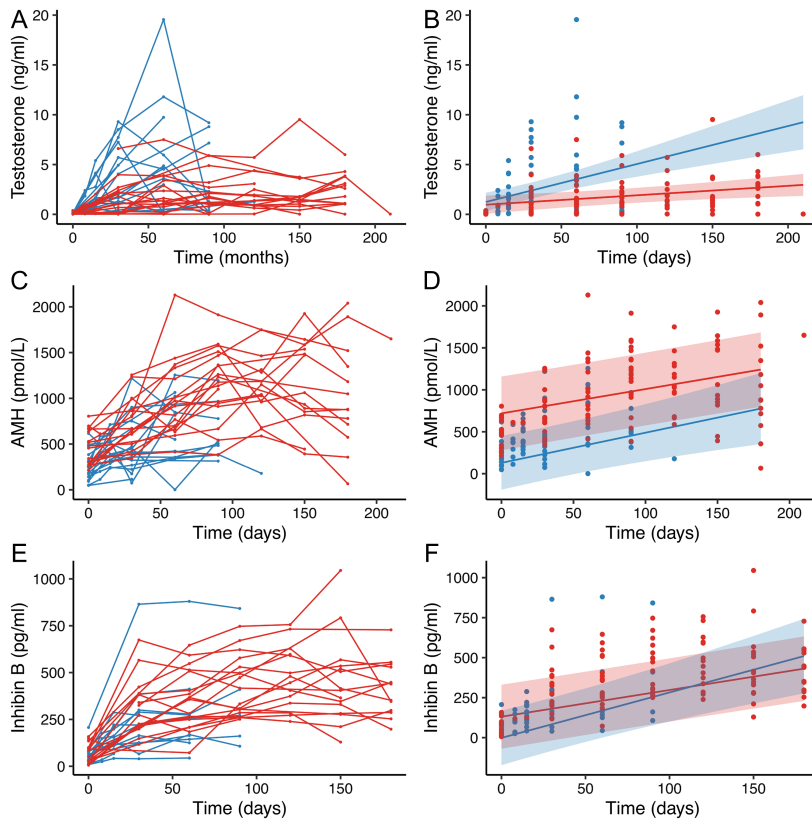 A
Testosterone (ng/ml)
20
15
10
5
0
0 50 100 150 200
Time (months)
B
Testosterone (ng/ml)
20
15
10
5
0
0 50 100 150 200
Time (days)
C
AMH (pmol/L)
2000
1500
1000
500
0
0 50 100 150 200
Time (days)
D
AMH (pmol/L)
2000
1500
1000
500
0
0 50 100 150 200
Time (days)
E
Inhibin B (pg/ml)
1000
750
500
250
0
0 50 100 150
Time (days)
F
Inhibin B (pg/ml)
1000
750
500
250
0
0 50 100 150
Time (days)